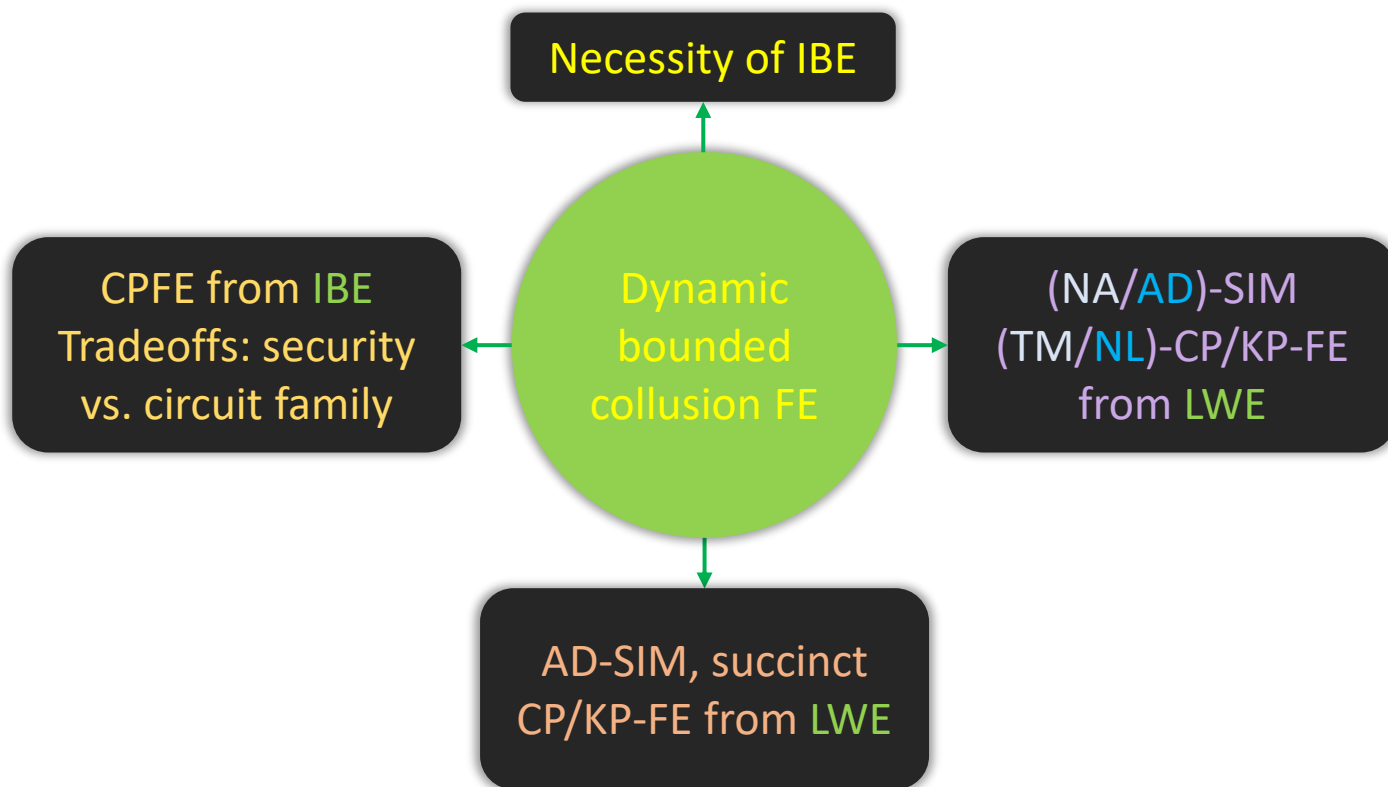 Necessity of IBE
CPFE from IBE
Tradeoffs: security
vs. circuit family
Dynamic
bounded
collusion FE
(NA/AD)-SIM
(TM/NL)-CP/KP-FE
from LWE
AD-SIM, succinct
CP/KP-FE from LWE